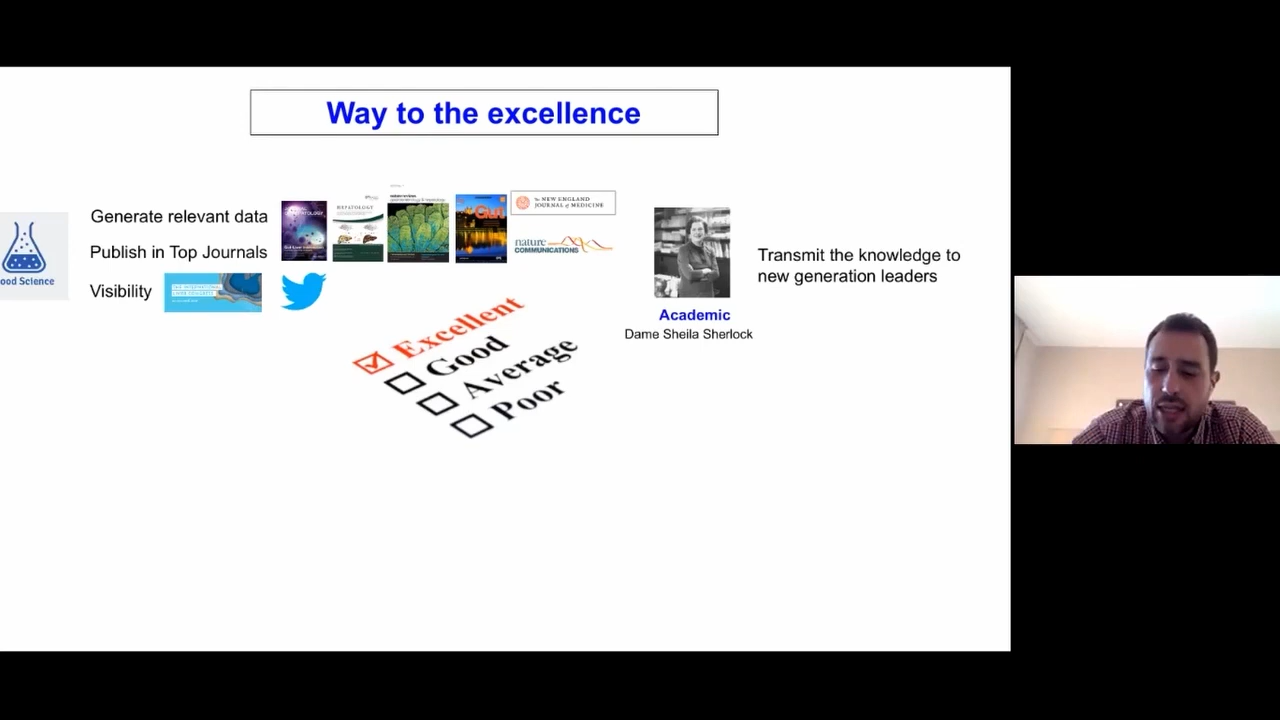 Way to the excellence
Generate relevant data
Publish in Top Journals
Visibility
ood Science
HEPATOLOGY
Gut
The NEW ENGLAND
JOURNAL of MEDICINE
nature
COMMUNICATIONS
Excellent
Good
Average
Poor
Academic
Dame Sheila Sherlock
Transmit the knowledge to
new generation leaders